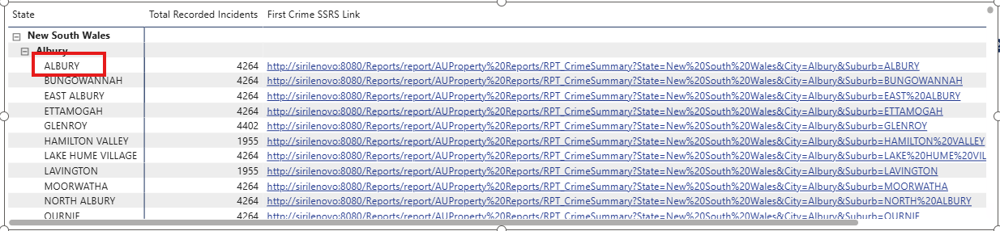 State Total Recorded Incidents First Crime SSRS Link
New South Wales
Albury
ALBURY 4264 http://sirilenovo:8080/Reports/report/AUProperty%20Reports/RPT_CrimeSummary?State=New%20South%20Wales&City=Albury&Suburb=ALBURY
BUNGOWANNAH 4264 http://sirilenovo:8080/Reports/report/AUProperty%20Reports/RPT_CrimeSummary?State=New%20South%20Wales&City=Albury&Suburb=BUNGOWANNAH
EAST ALBURY 4264 http://sirilenovo:8080/Reports/report/AUProperty%20Reports/RPT_CrimeSummary?State=New%20South%20Wales&City=Albury&Suburb=EAST%20ALBURY
ETTAMOGAH 4264 http://sirilenovo:8080/Reports/report/AUProperty%20Reports/RPT_CrimeSummary?State=New%20South%20Wales&City=Albury&Suburb=ETTAMOGAH
GLENROY 4402 http://sirilenovo:8080/Reports/report/AUProperty%20Reports/RPT_CrimeSummary?State=New%20South%20Wales&City=Albury&Suburb=GLENROY
HAMILTON VALLEY 1955 http://sirilenovo:8080/Reports/report/AUProperty%20Reports/RPT_CrimeSummary?State=New%20South%20Wales&City=Albury&Suburb=HAMILTON%20VALLEY
LAKE HUME VILLAGE 4264 http://sirilenovo:8080/Reports/report/AUProperty%20Reports/RPT_CrimeSummary?State=New%20South%20Wales&City=Albury&Suburb=LAKE%20HUME%20VIL
LAVINGTON 1955 http://sirilenovo:8080/Reports/report/AUProperty%20Reports/RPT_CrimeSummary?State=New%20South%20Wales&City=Albury&Suburb=LAVINGTON
MOORWATHA 4264 http://sirilenovo:8080/Reports/report/AUProperty%20Reports/RPT_CrimeSummary?State=New%20South%20Wales&City=Albury&Suburb=MOORWATHA
NORTH ALBURY 4264 http://sirilenovo:8080/Reports/report/AUProperty%20Reports/RPT_CrimeSummary?State=New%20South%20Wales&City=Albury&Suburb=NORTH%20ALBURY
OURNIE 4264 http://sirilenovo:8080/Reports/report/AUProperty%20Reports/RPT_CrimeSummary?State=New%20South%20Wales&City=Albury&Suburb=OURNIE